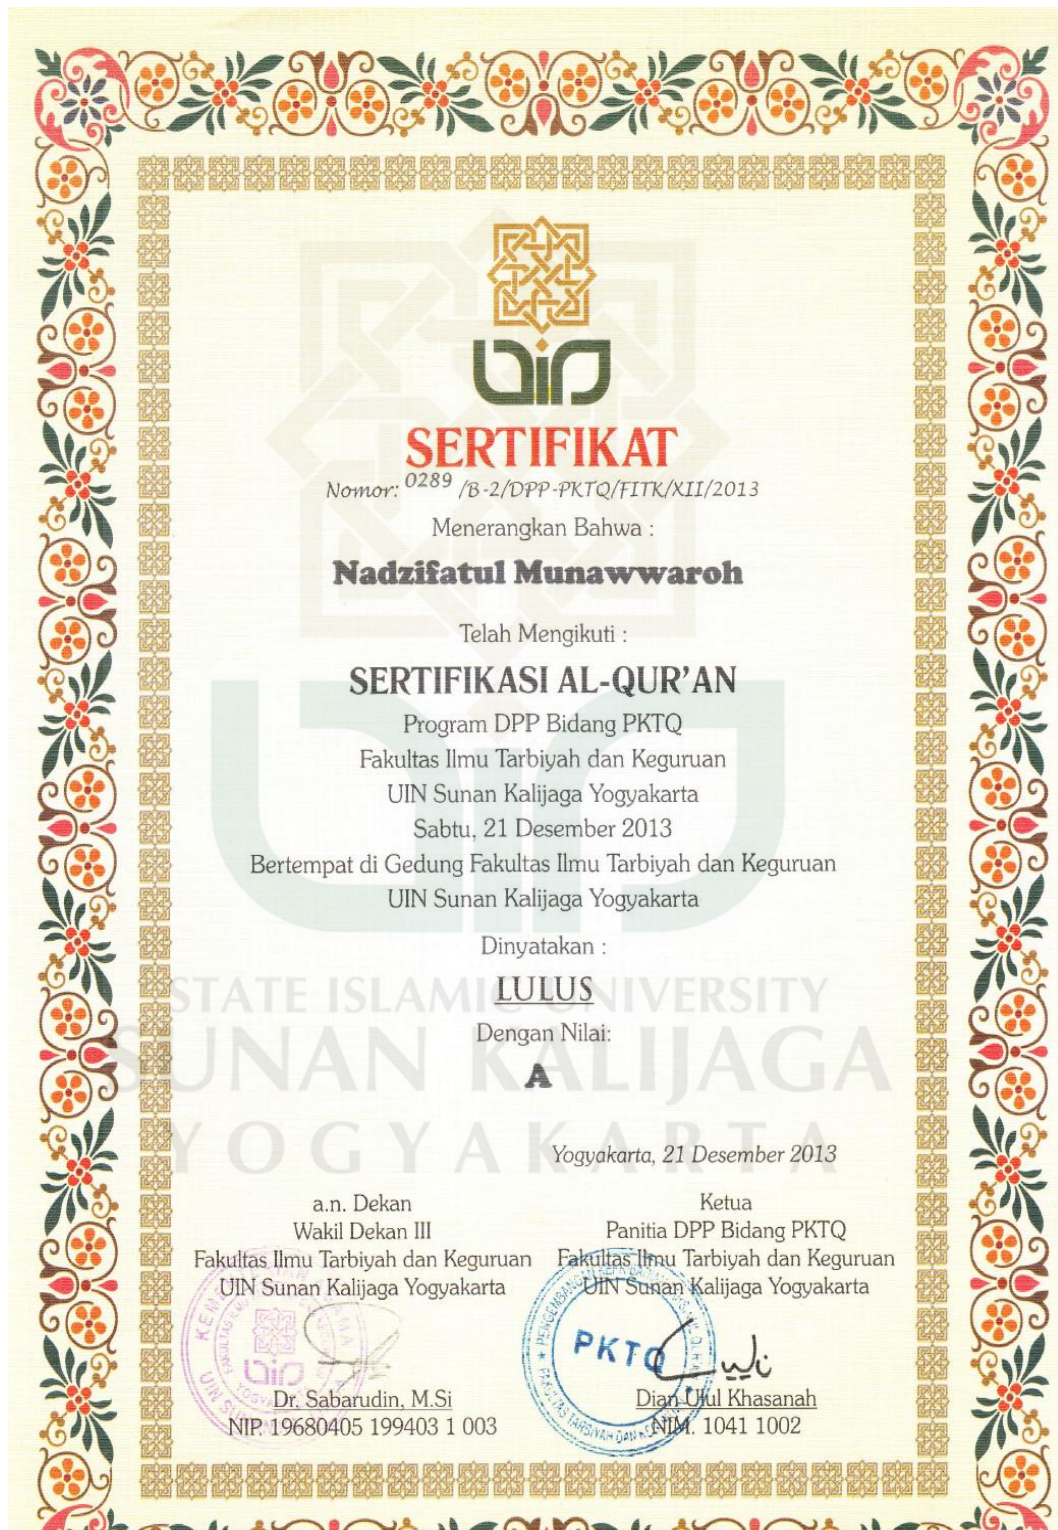 uin
SERTIFIKAT
Nomor: 0289 /B-2/DPP-PKTQ/FITK/XII/2013
Menerangkan Bahwa :
Nadzifatul Munawwaroh
Telah Mengikuti :
SERTIFIKASI AL-QUR'AN
Program DPP Bidang PKTQ
Fakultas Ilmu Tarbiyah dan Keguruan
UIN Sunan Kalijaga Yogyakarta
Sabtu, 21 Desember 2013
Bertempat di Gedung Fakultas Ilmu Tarbiyah dan Keguruan
UIN Sunan Kalijaga Yogyakarta
Dinyatakan :
LULUS
Dengan Nilai:
A
STATE ISLAMIC UNIVERSITY
SUNAN KALIJAGA
YOGYAKARTA
Yogyakarta, 21 Desember 2013
a.n. Dekan
Wakil Dekan III
Fakultas Ilmu Tarbiyah dan Keguruan
UIN Sunan Kalijaga Yogyakarta
Dr. Sabarudin, M.Si
NIP. 19680405 199403 1 003
Ketua
Panitia DPP Bidang PKTQ
Fakultas Ilmu Tarbiyah dan Keguruan
UIN Sunan Kalijaga Yogyakarta
PKTQ
Dian Ulul Khasanah
NIM. 1041 1002